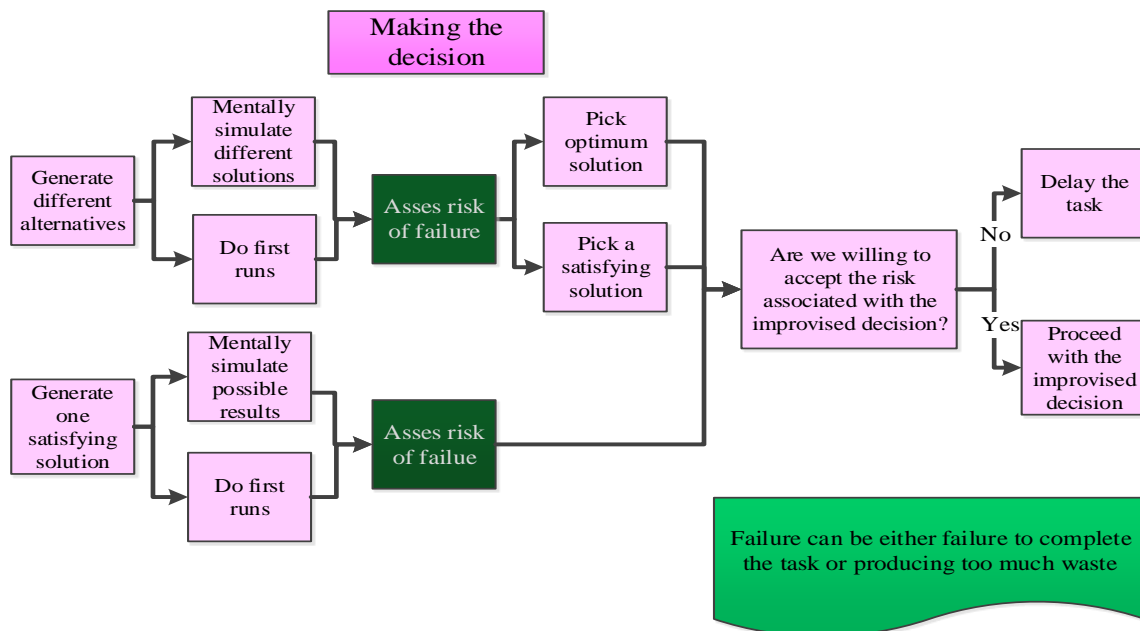 Making the
decision
Generate
different
alternatives
Mentally
simulate
different
solutions
Do first
runs
Asses risk
of failure
Pick
optimum
solution
Pick a
satisfying
solution
Generate
one
satisfying
solution
Mentally
simulate
possible
results
Do first
runs
Asses risk
of failue
Are we willing to
accept the risk
associated with the
improvised decision?
No
Delay the
task
Yes
Proceed
with the
improvised
decision
Failure can be either failure to complete
the task or producing too much waste